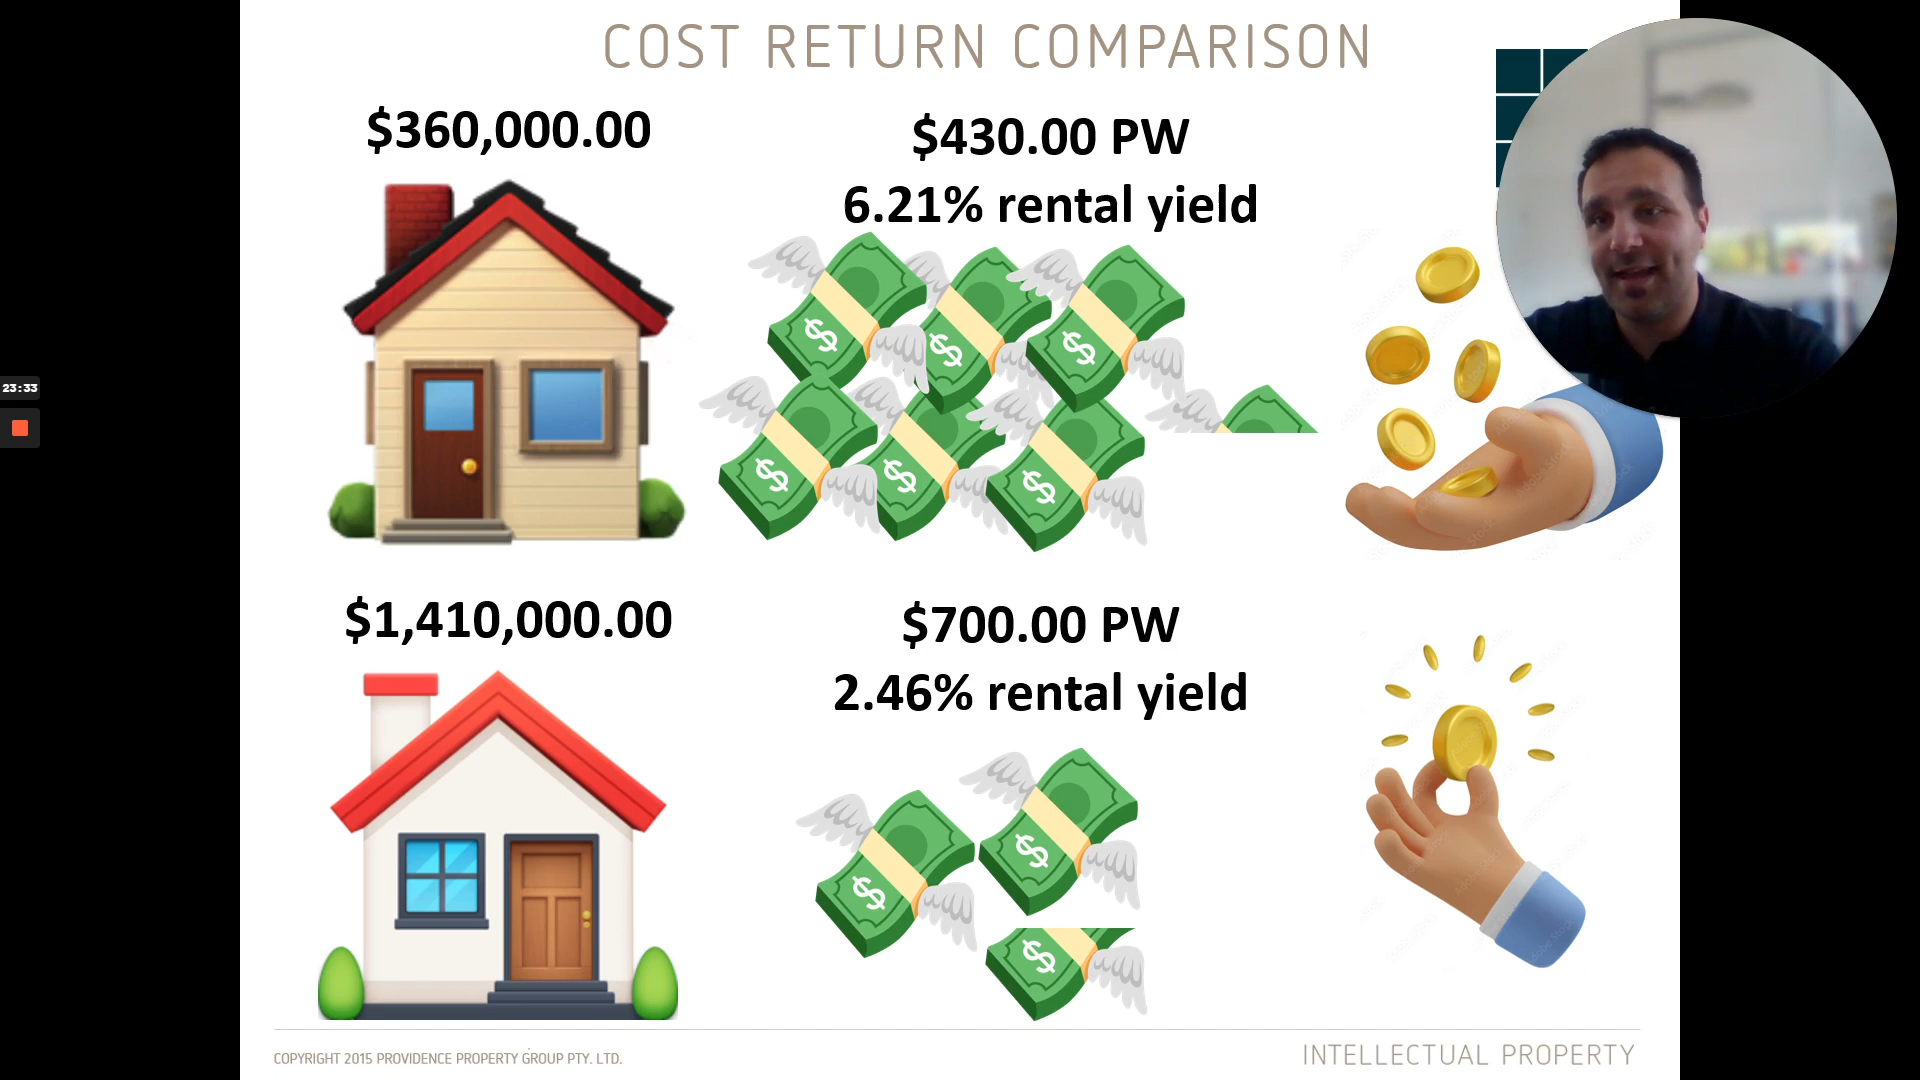 COST RETURN COMPARISON
$360,000.00
$430.00 PW
6.21% rental yield
23:33
$1,410,000.00
$700.00 PW
2.46% rental yield
COPYRIGHT 2015 PROVIDENCE PROPERTY GROUP PTY. LTD.
INTELLECTUAL PROPERTY